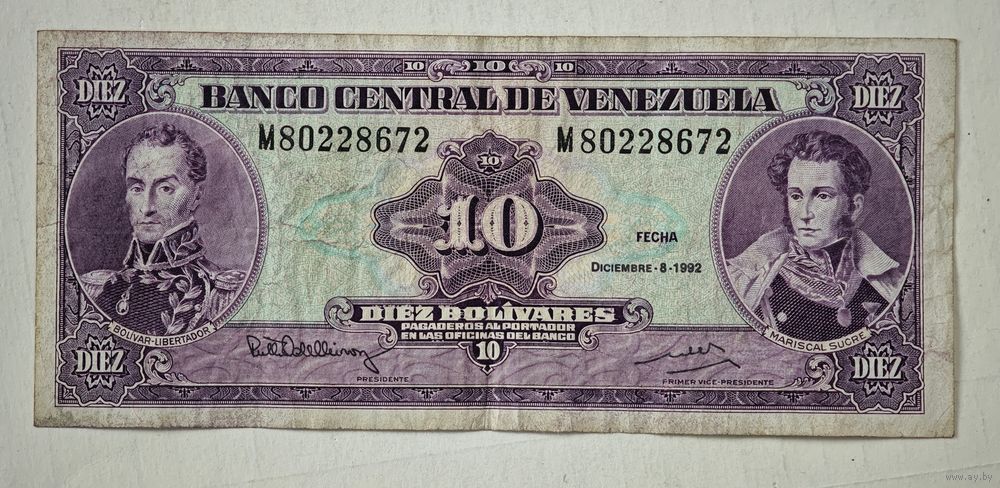 10 10 10
DIEZ DIEZ
BANCO CENTRAL DE VENEZUELA
M80228672 M80228672
10
10
FECHA
DICIEMBRE-8-1992
DIEZ BOLÍVARES
PAGADEROS AL PORTADOR
EN LAS OFICINAS DEL BANCO
BOLIVAR-LIBERTADOR
MARISCAL SUCRE
10
DIEZ DIEZ
PRESIDENTE
PRIMER VICE-PRESIDENTE
www.ay.by